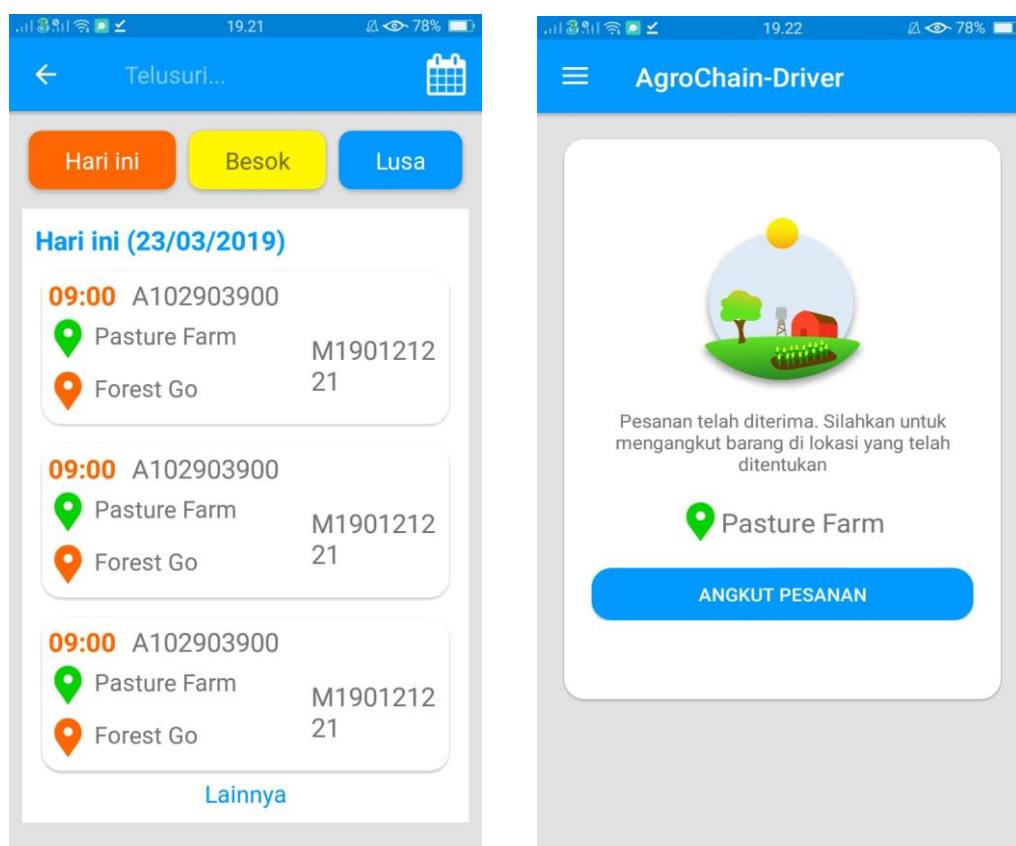 19.21
78%
Telusuri...
Hari ini
Besok
Lusa
Hari ini (23/03/2019)
09:00 A102903900
Pasture Farm
Forest Go
M1901212
21
09:00 A102903900
Pasture Farm
Forest Go
M1901212
21
09:00 A102903900
Pasture Farm
Forest Go
M1901212
21
Lainnya
19.22
78%
AgroChain-Driver
Pesanan telah diterima. Silahkan untuk
mengangkut barang di lokasi yang telah
ditentukan
Pasture Farm
ANGKUT PESANAN